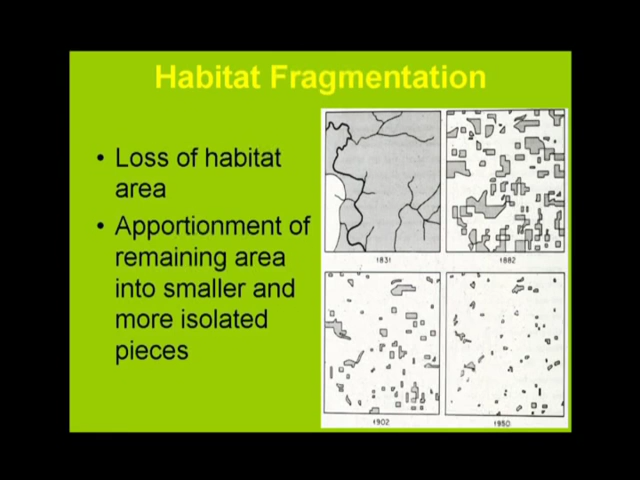 Habitat Fragmentation
• Loss of habitat
area
• Apportionment of
remaining area
into smaller and
more isolated
pieces
1831
1882
1902
1950